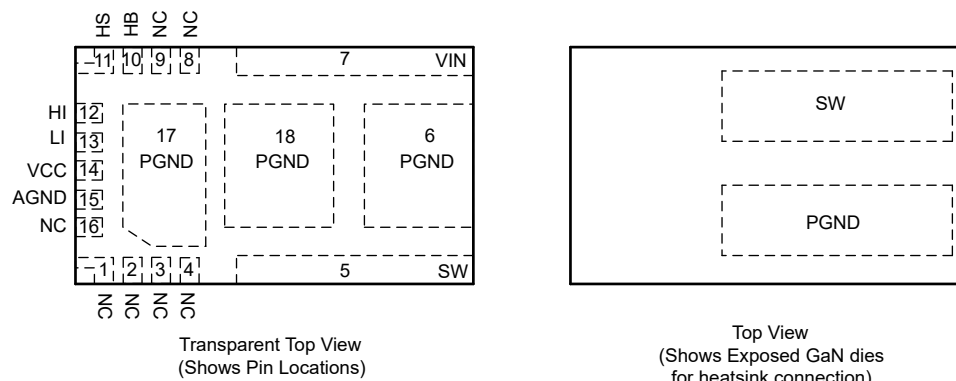 HS HB NC NC
11 10 9 8 7 VIN
HI 12
LI 13
VCC 14
AGND 15
NC 16
17
PGND
18
PGND
6
PGND
1 2 3 4 5 SW
NC NC NC NC
Transparent Top View
(Shows Pin Locations)
SW
PGND
Top View
(Shows Exposed GaN dies
for heatsink connection)